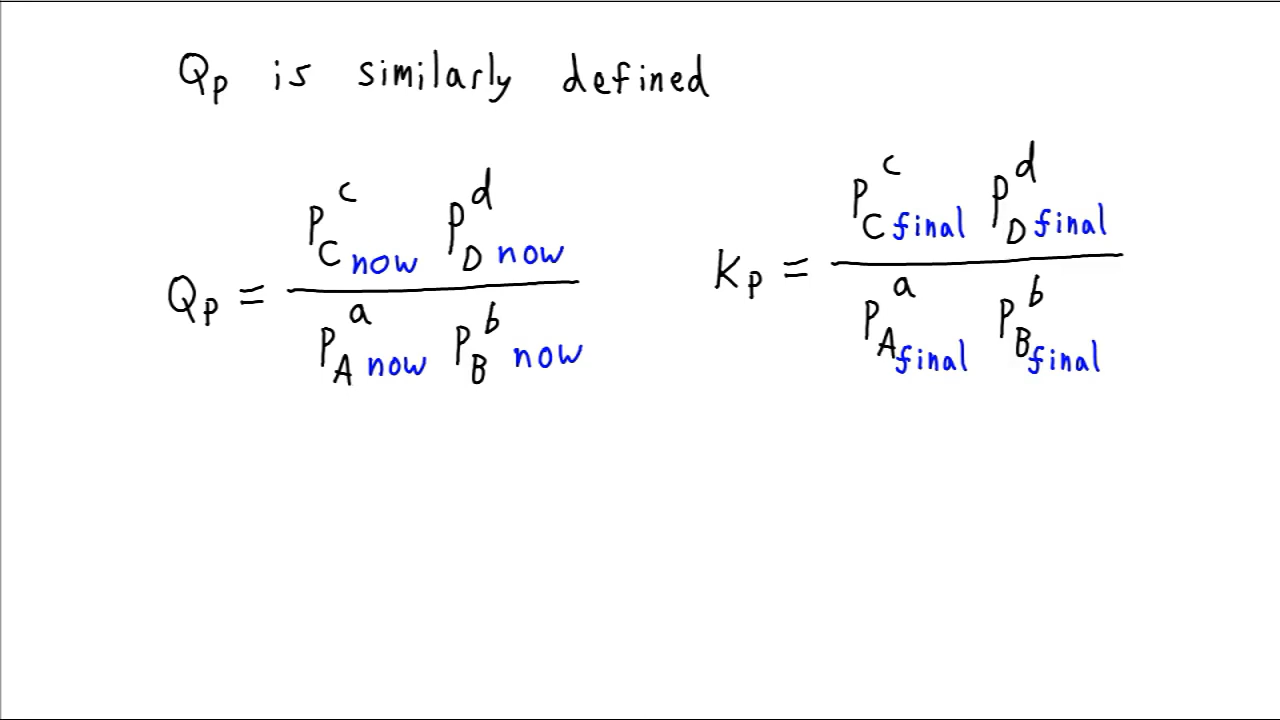 Qp is similarly defined
Qp = P_C now^c P_D now^d / P_A now^a P_B now^b
Kp = P_C final^c P_D final^d / P_A final^a P_B final^b